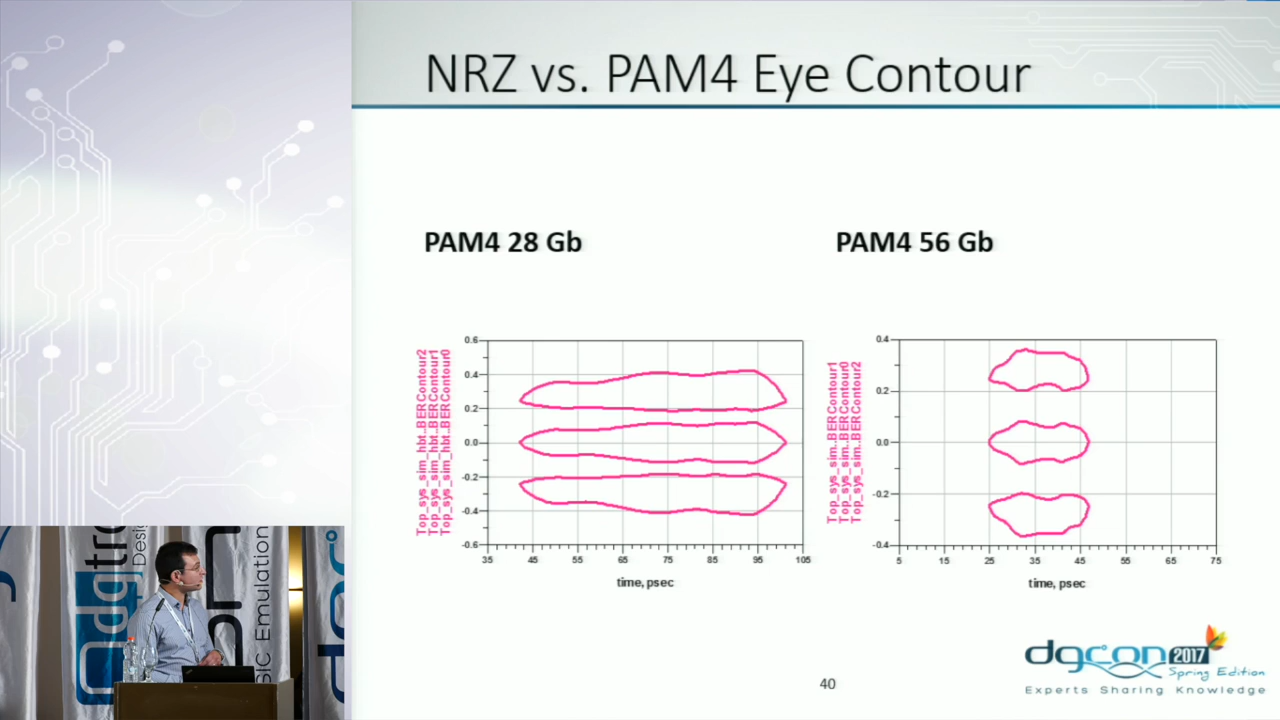 NRZ vs. PAM4 Eye Contour
PAM4 28 Gb
PAM4 56 Gb
Top_sys_sim_hbt..BERContour2
Top_sys_sim_hbt..BERContour1
Top_sys_sim_hbt..BERContour0
0.6
0.4
0.2
0.0
-0.2
-0.4
-0.6
35 45 55 65 75 85 95 105
time, psec
Top_sys_sim..BERContour1
Top_sys_sim..BERContour0
Top_sys_sim..BERContour2
0.4
0.2
0.0
-0.2
-0.4
5 15 25 35 45 55 65 75
time, psec
dgcon 2017
Spring Edition
Experts Sharing Knowledge
40
SIC Emulation